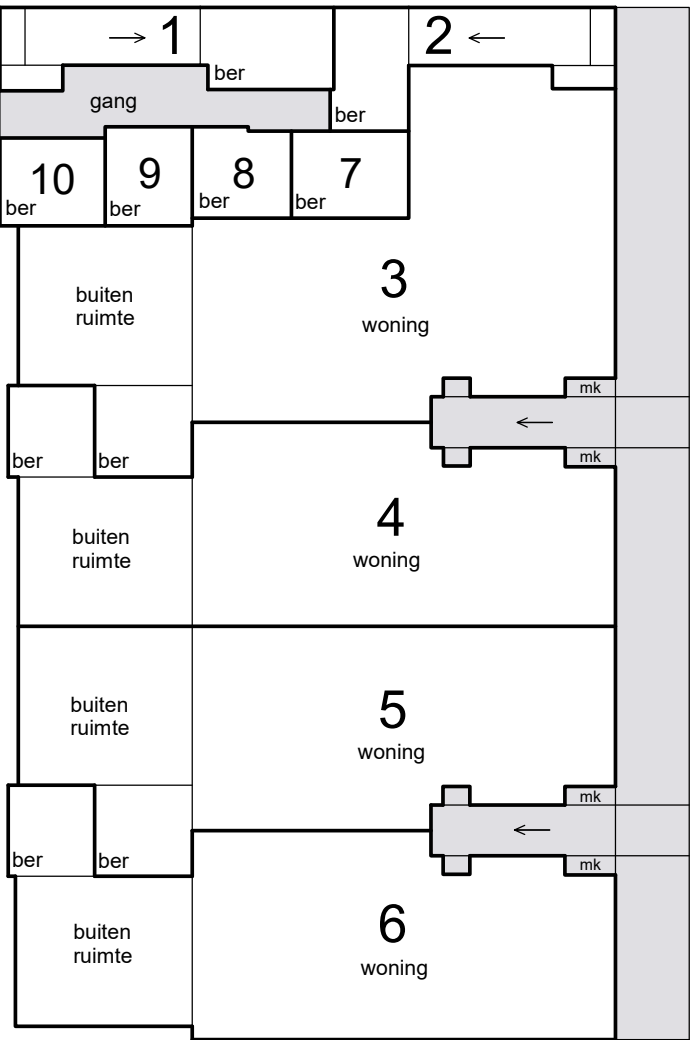 1
2
ber
gang
ber
10
ber
9
ber
8
ber
7
ber
buiten
ruimte
3
woning
mk
ber
ber
mk
buiten
ruimte
4
woning
buiten
ruimte
5
woning
mk
ber
ber
mk
buiten
ruimte
6
woning